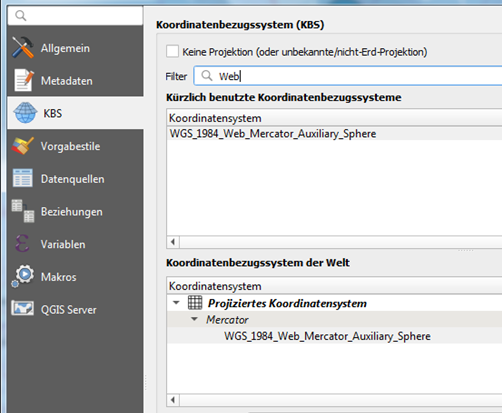 Koordinatenbezugssystem (KBS)
Allgemein
Metadaten
KBS
Vorgabestile
Datenquellen
Beziehungen
Variablen
Makros
QGIS Server
Keine Projektion (oder unbekannte/nicht-Erd-Projektion)
Filter Web
Kürzlich benutzte Koordinatenbezugssysteme
Koordinatensystem
WGS_1984_Web_Mercator_Auxiliary_Sphere
Koordinatenbezugssystem der Welt
Koordinatensystem
Projiziertes Koordinatensystem
Mercator
WGS_1984_Web_Mercator_Auxiliary_Sphere